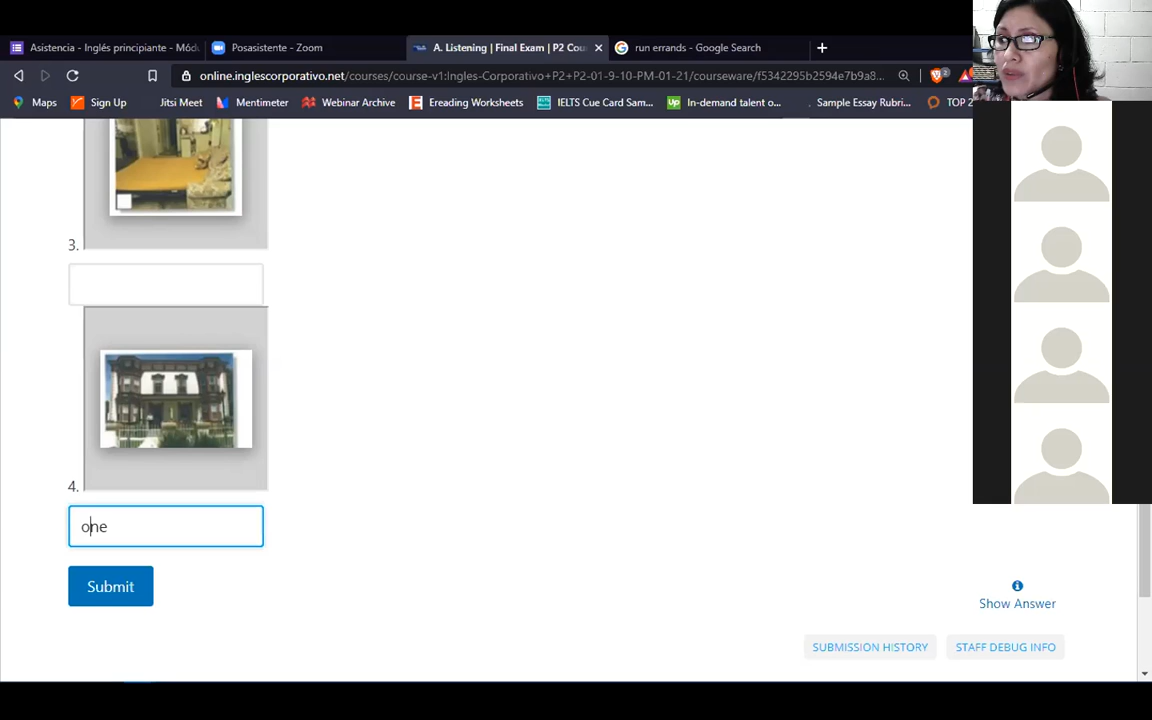 Asistencia - Inglés principiante - Módu
Posasistente - Zoom
A. Listening | Final Exam | P2 Cou
run errands - Google Search
online.inglescorporativo.net/courses/course-v1:Ingles-Corporativo+P2+P2-01-9-10-PM-01-21/courseware/f5342295b2594e7b9a8...
2
Maps
Sign Up
Jitsi Meet
Mentimeter
Webinar Archive
Ereading Worksheets
IELTS Cue Card Sam...
In-demand talent o...
Sample Essay Rubri...
TOP 2
3.
4.
one
Submit
Show Answer
SUBMISSION HISTORY
STAFF DEBUG INFO